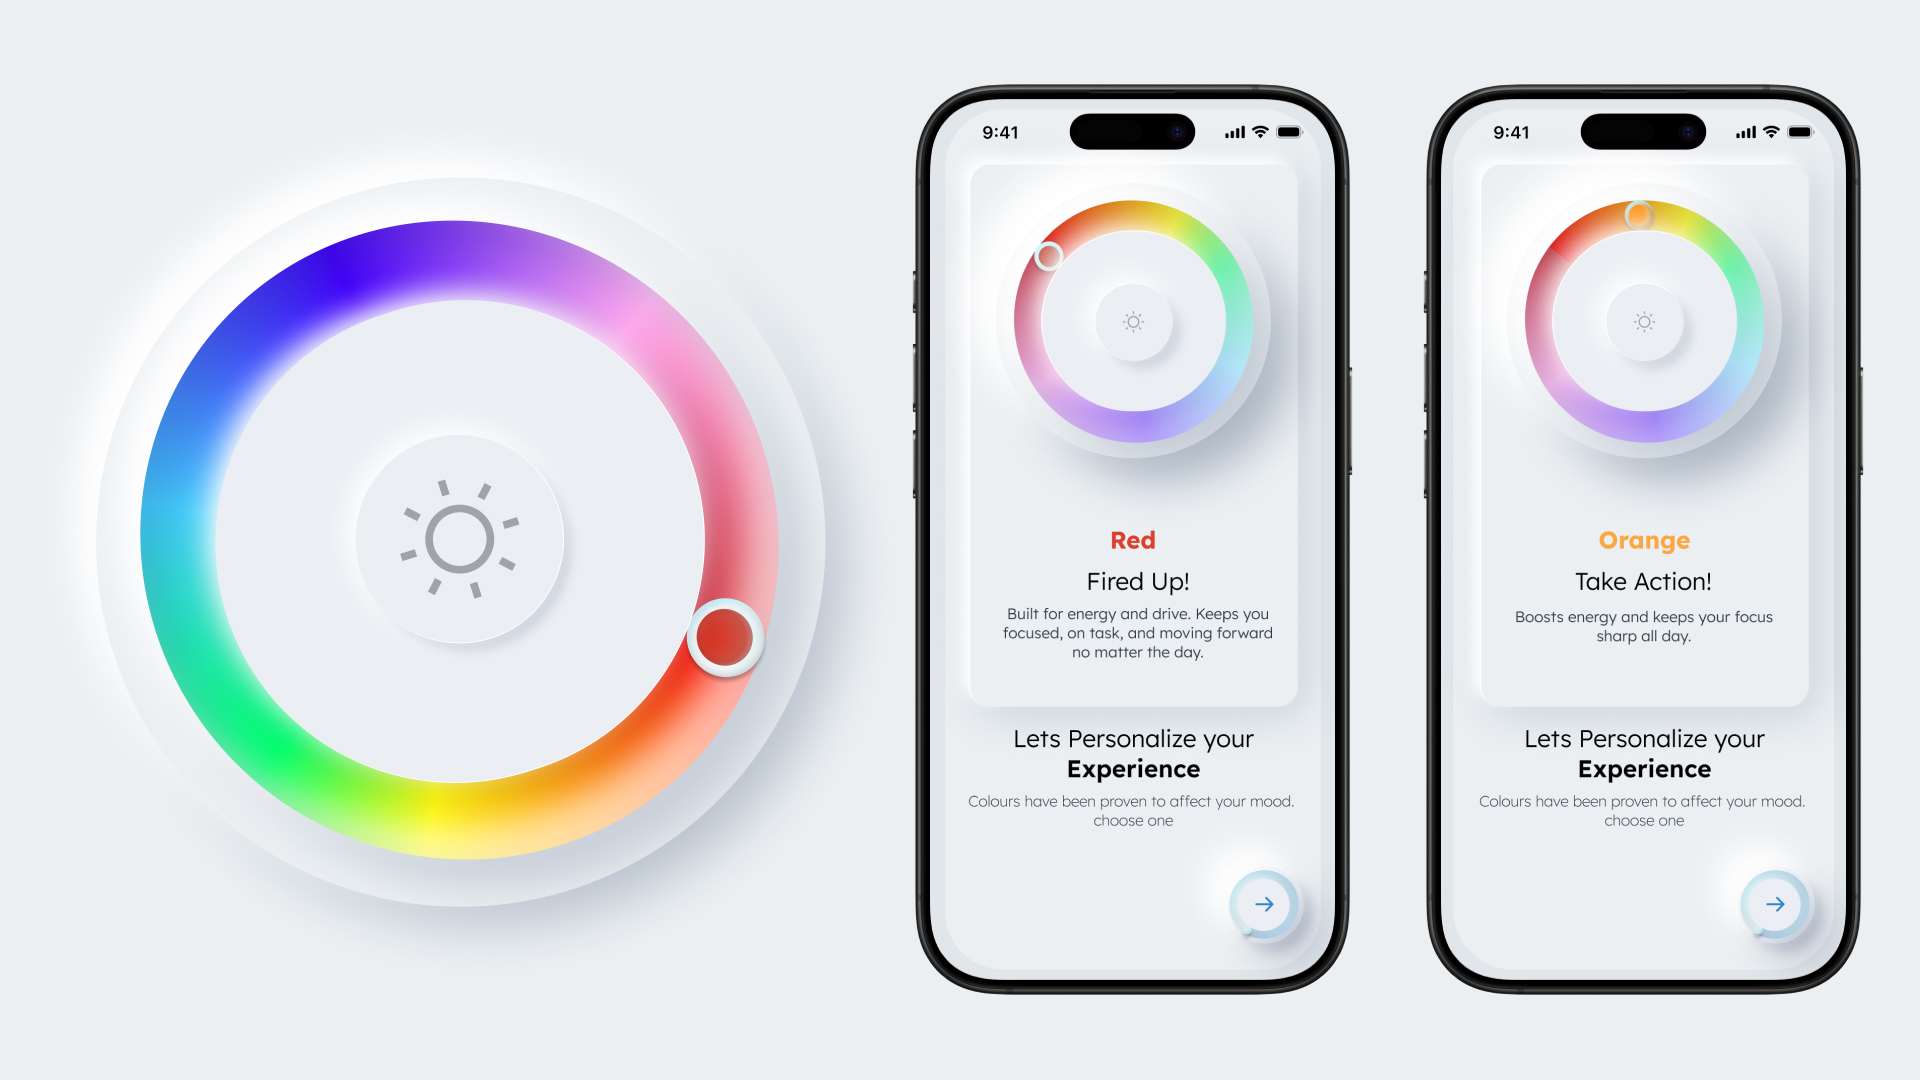 9:41
Red
Fired Up!
Built for energy and drive. Keeps you
focused, on task, and moving forward
no matter the day.
Lets Personalize your
Experience
Colours have been proven to affect your mood.
choose one
9:41
Orange
Take Action!
Boosts energy and keeps your focus
sharp all day.
Lets Personalize your
Experience
Colours have been proven to affect your mood.
choose one